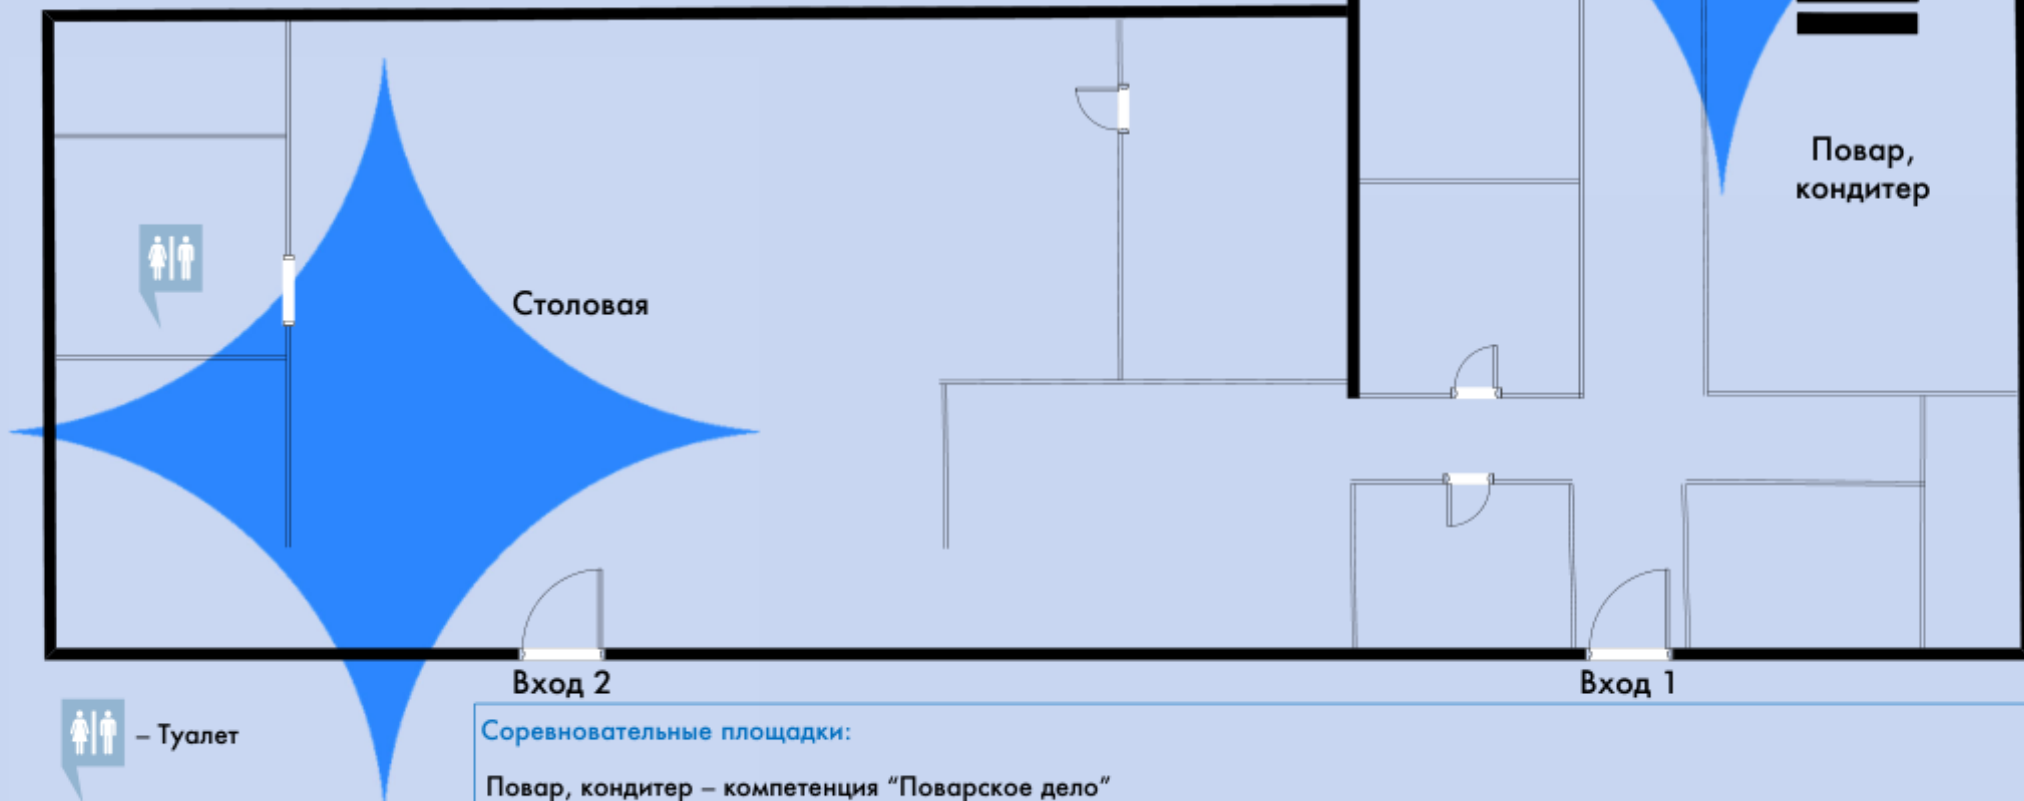 Повар,
кондитер
Столовая
Вход 2
Вход 1
– Туалет
Соревновательные площадки:
Повар, кондитер – компетенция “Поварское дело”